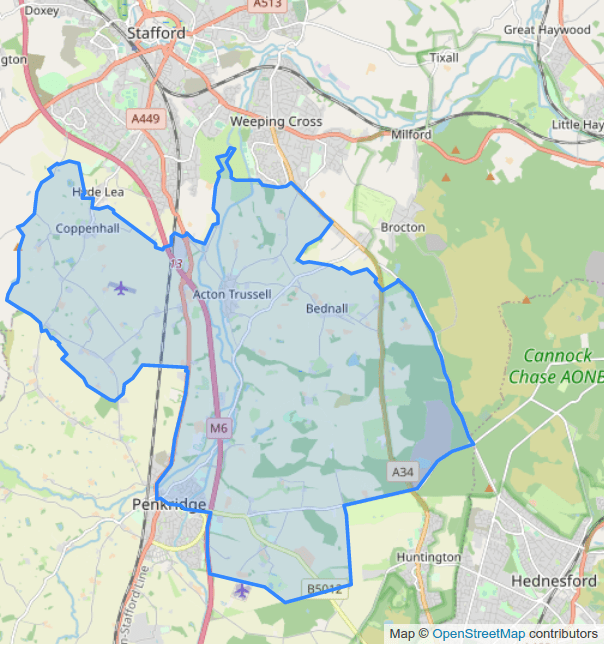 Doxey
A513
Stafford
Great Haywood
Tixall
ngton
Weeping Cross
A449
Milford
Little Hay
Hyde Lea
Coppenhall
Brocton
13
Acton Trussell
Bednall
Cannock
Chase AONB
M6
A34
Penkridge
Huntington
Hednesford
B5012
n-Stafford Line
Map © OpenStreetMap contributors